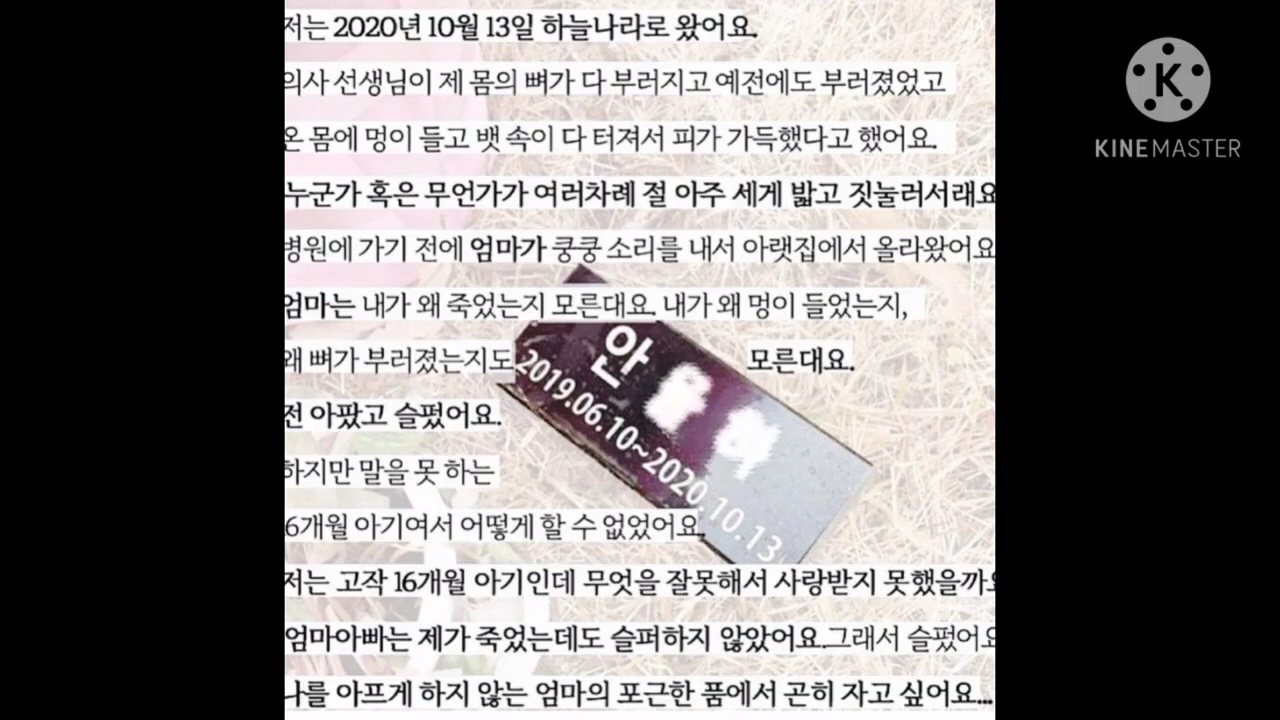 저는 2020년 10월 13일 하늘나라로 왔어요.
의사 선생님이 제 몸의 뼈가 다 부러지고 예전에도 부러졌었고
온 몸에 멍이 들고 뱃 속이 다 터져서 피가 가득했다고 했어요.
누군가 혹은 무언가가 여러차례 절 아주 세게 밟고 짓눌러서래요
병원에 가기 전에 엄마가 쿵쿵 소리를 내서 아랫집에서 올라왔어요
엄마는 내가 왜 죽었는지 모른대요. 내가 왜 멍이 들었는지,
왜 뼈가 부러졌는지도 모른대요.
전 아팠고 슬펐어요.
하지만 말을 못 하는
6개월 아기여서 어떻게 할 수 없었어요.
저는 고작 16개월 아기인데 무엇을 잘못해서 사랑받지 못했을까요
엄마아빠는 제가 죽었는데도 슬퍼하지 않았어요.그래서 슬펐어요
나를 아프게 하지 않는 엄마의 포근한 품에서 곤히 자고 싶어요...
안
2019.06.10~2020.10.13
K
KINEMASTER